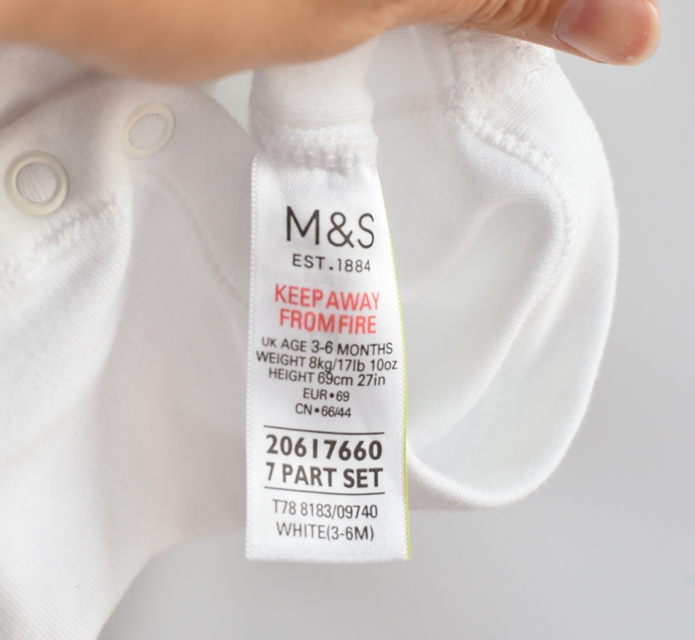 M&S
EST.1884
KEEP AWAY
FROM FIRE
UK AGE 3-6 MONTHS
WEIGHT 8kg/17lb 10oz
HEIGHT 69cm 27in
EUR•69
CN•66/44
20617660
7 PART SET
T78 8183/09740
WHITE(3-6M)